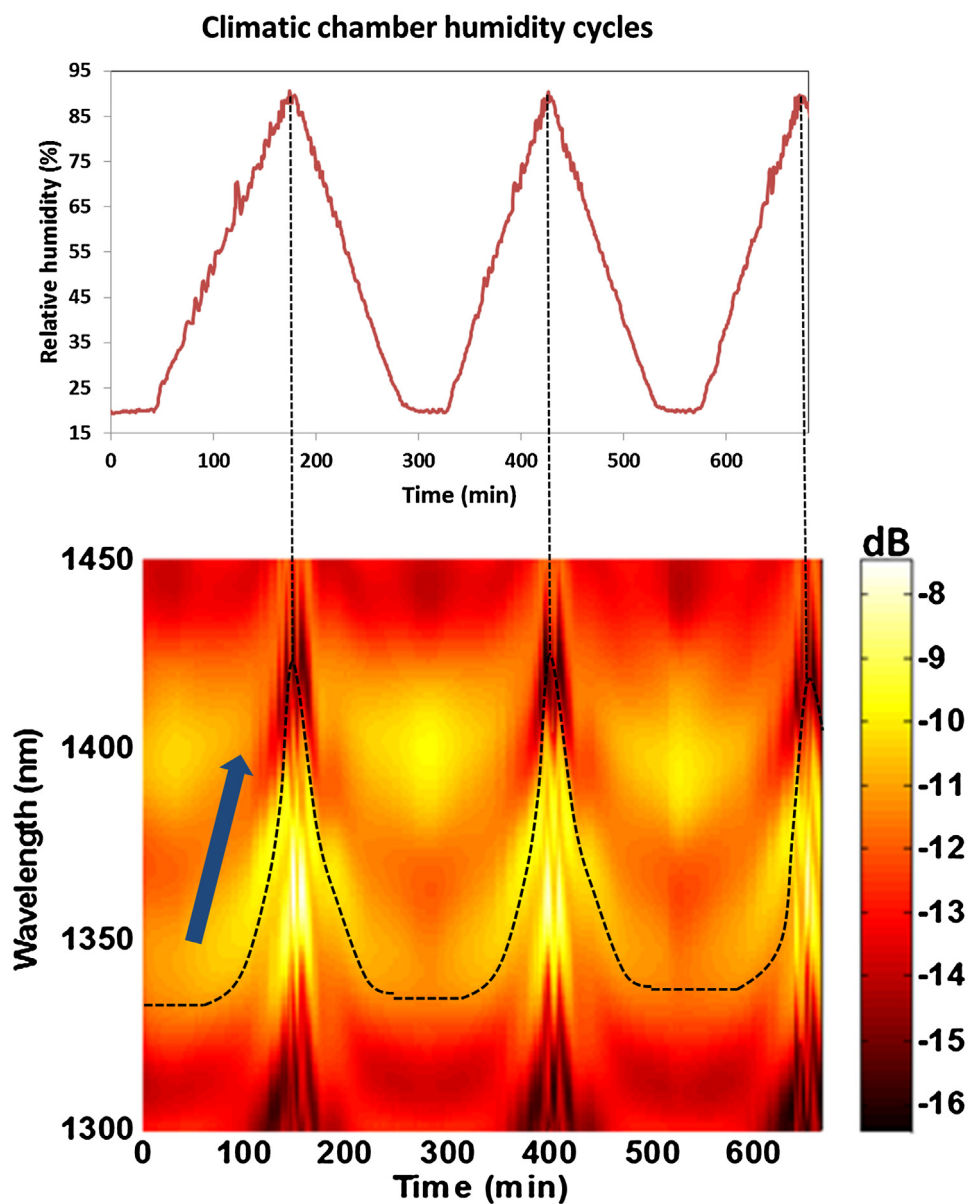 Climatic chamber humidity cycles
Relative humidity (%)
95
85
75
65
55
45
35
25
15
0 100 200 300 400 500 600
Time (min)
Wavelength (nm)
1450
1400
1350
1300
0 100 200 300 400 500 600
Time (min)
dB
-8
-9
-10
-11
-12
-13
-14
-15
-16